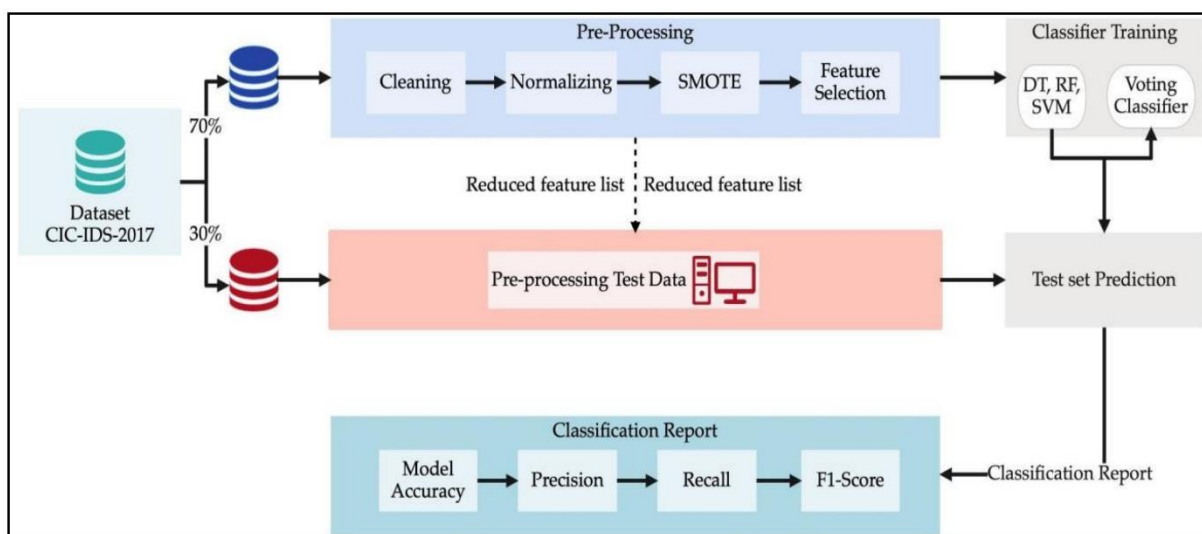 Pre-Processing
Cleaning
Normalizing
SMOTE
Feature
Selection
Classifier Training
DT, RF,
SVM
Voting
Classifier
70%
Dataset
CIC-IDS-2017
30%
Reduced feature list
Reduced feature list
Pre-processing Test Data
Test set Prediction
Classification Report
Model
Accuracy
Precision
Recall
F1-Score
Classification Report